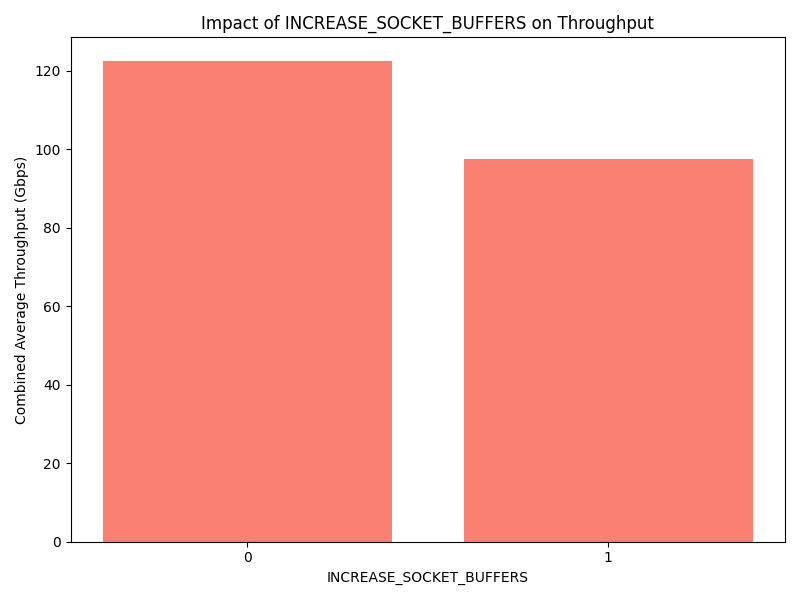 Impact of INCREASE_SOCKET_BUFFERS on Throughput
Combined Average Throughput (Gbps)
120
100
80
60
40
20
0
0 1
INCREASE_SOCKET_BUFFERS